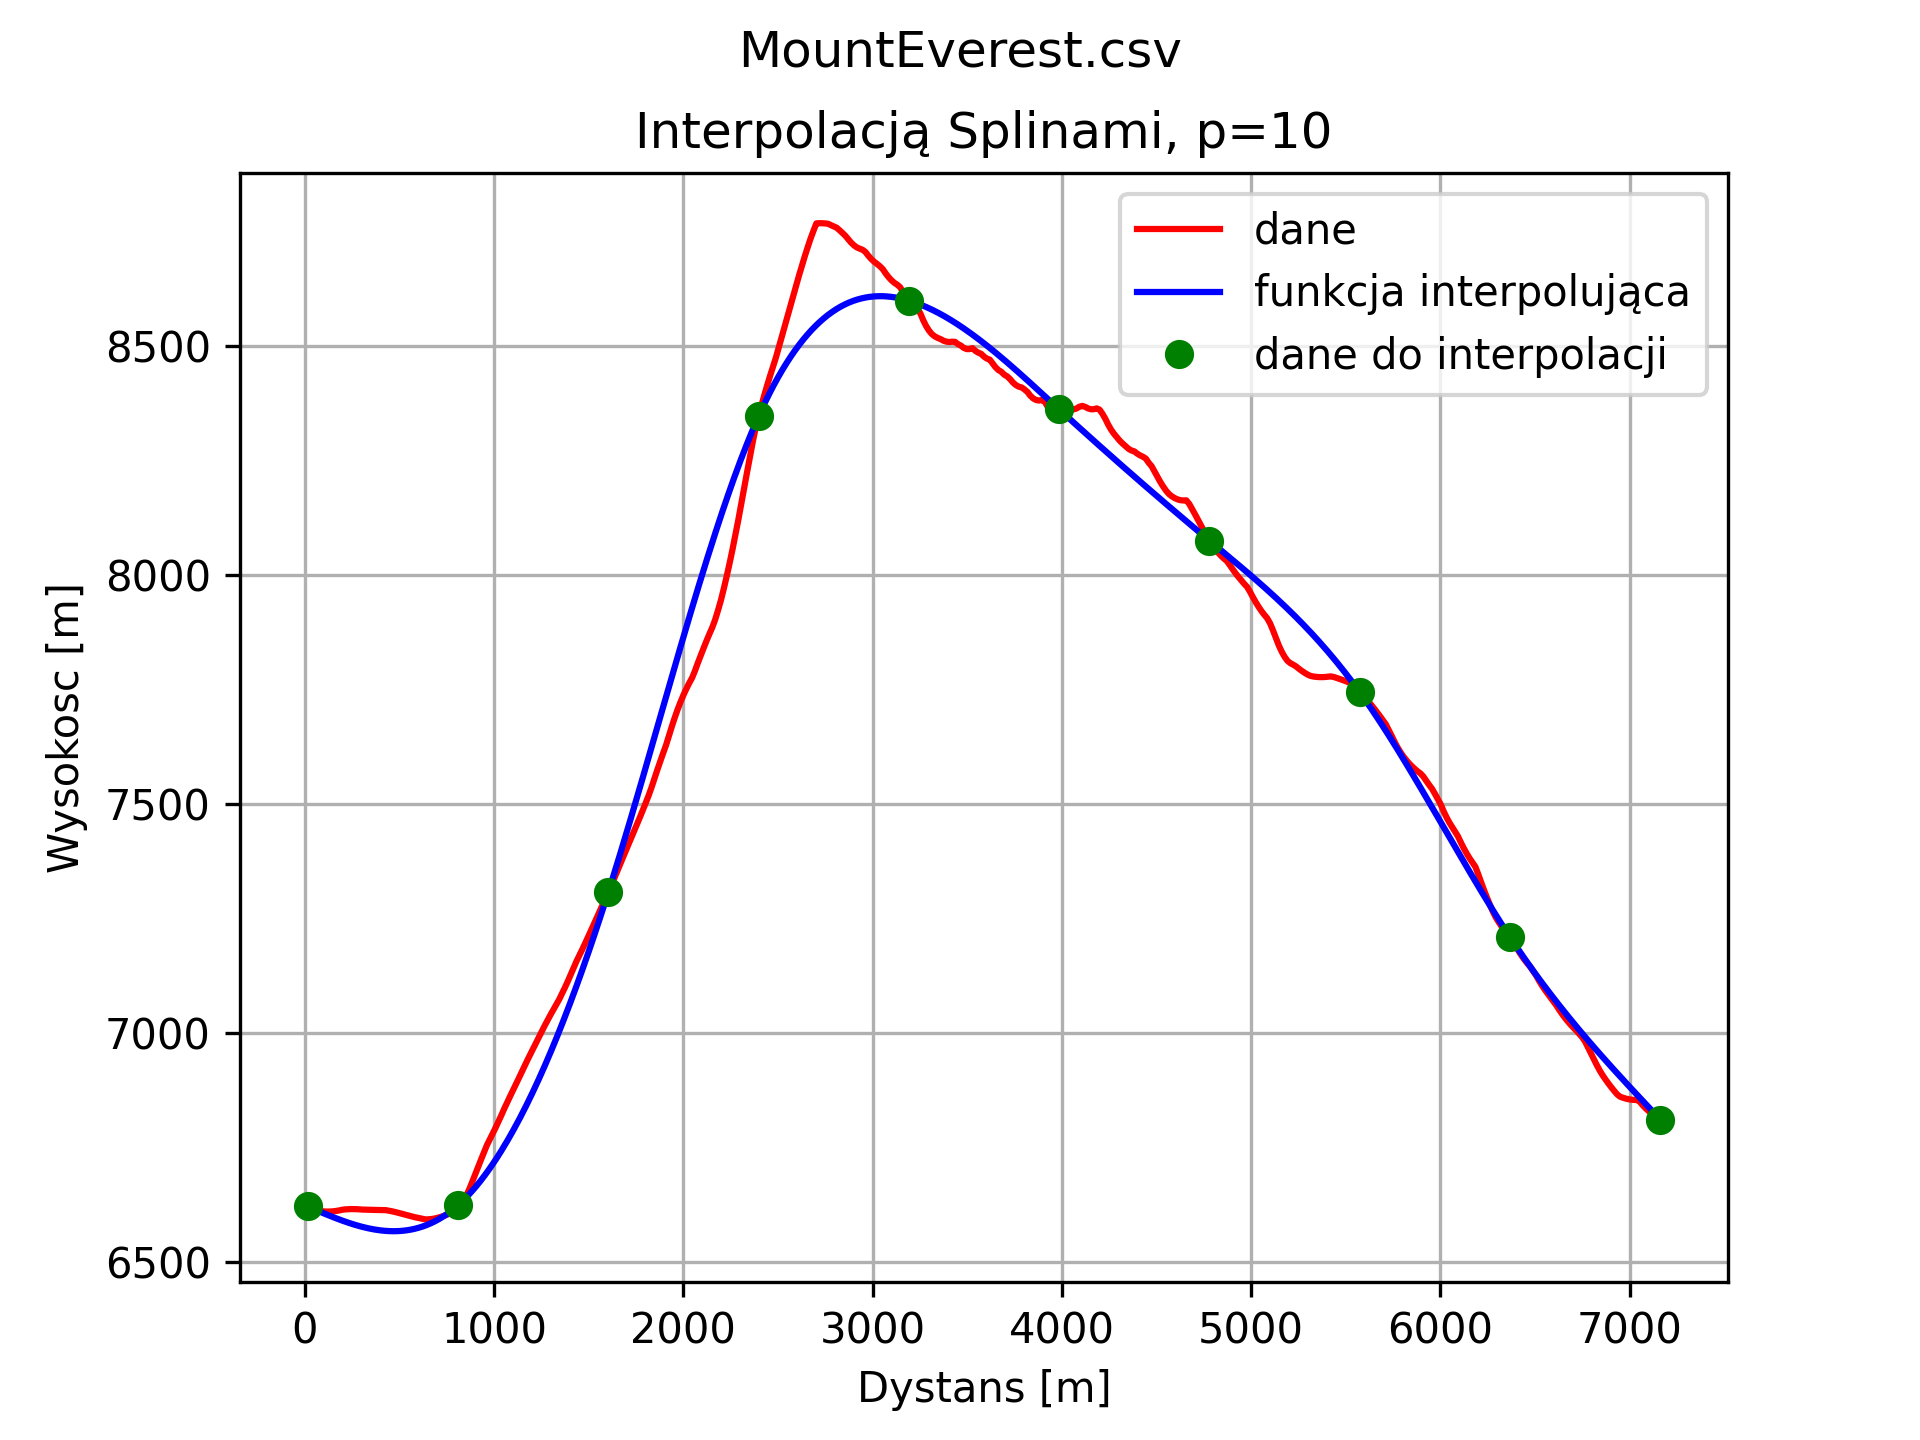 MountEverest.csv
Interpolacją Splinami, p=10
dane
funkcja interpolująca
dane do interpolacji
Wysokosc [m]
8500
8000
7500
7000
6500
0 1000 2000 3000 4000 5000 6000 7000
Dystans [m]